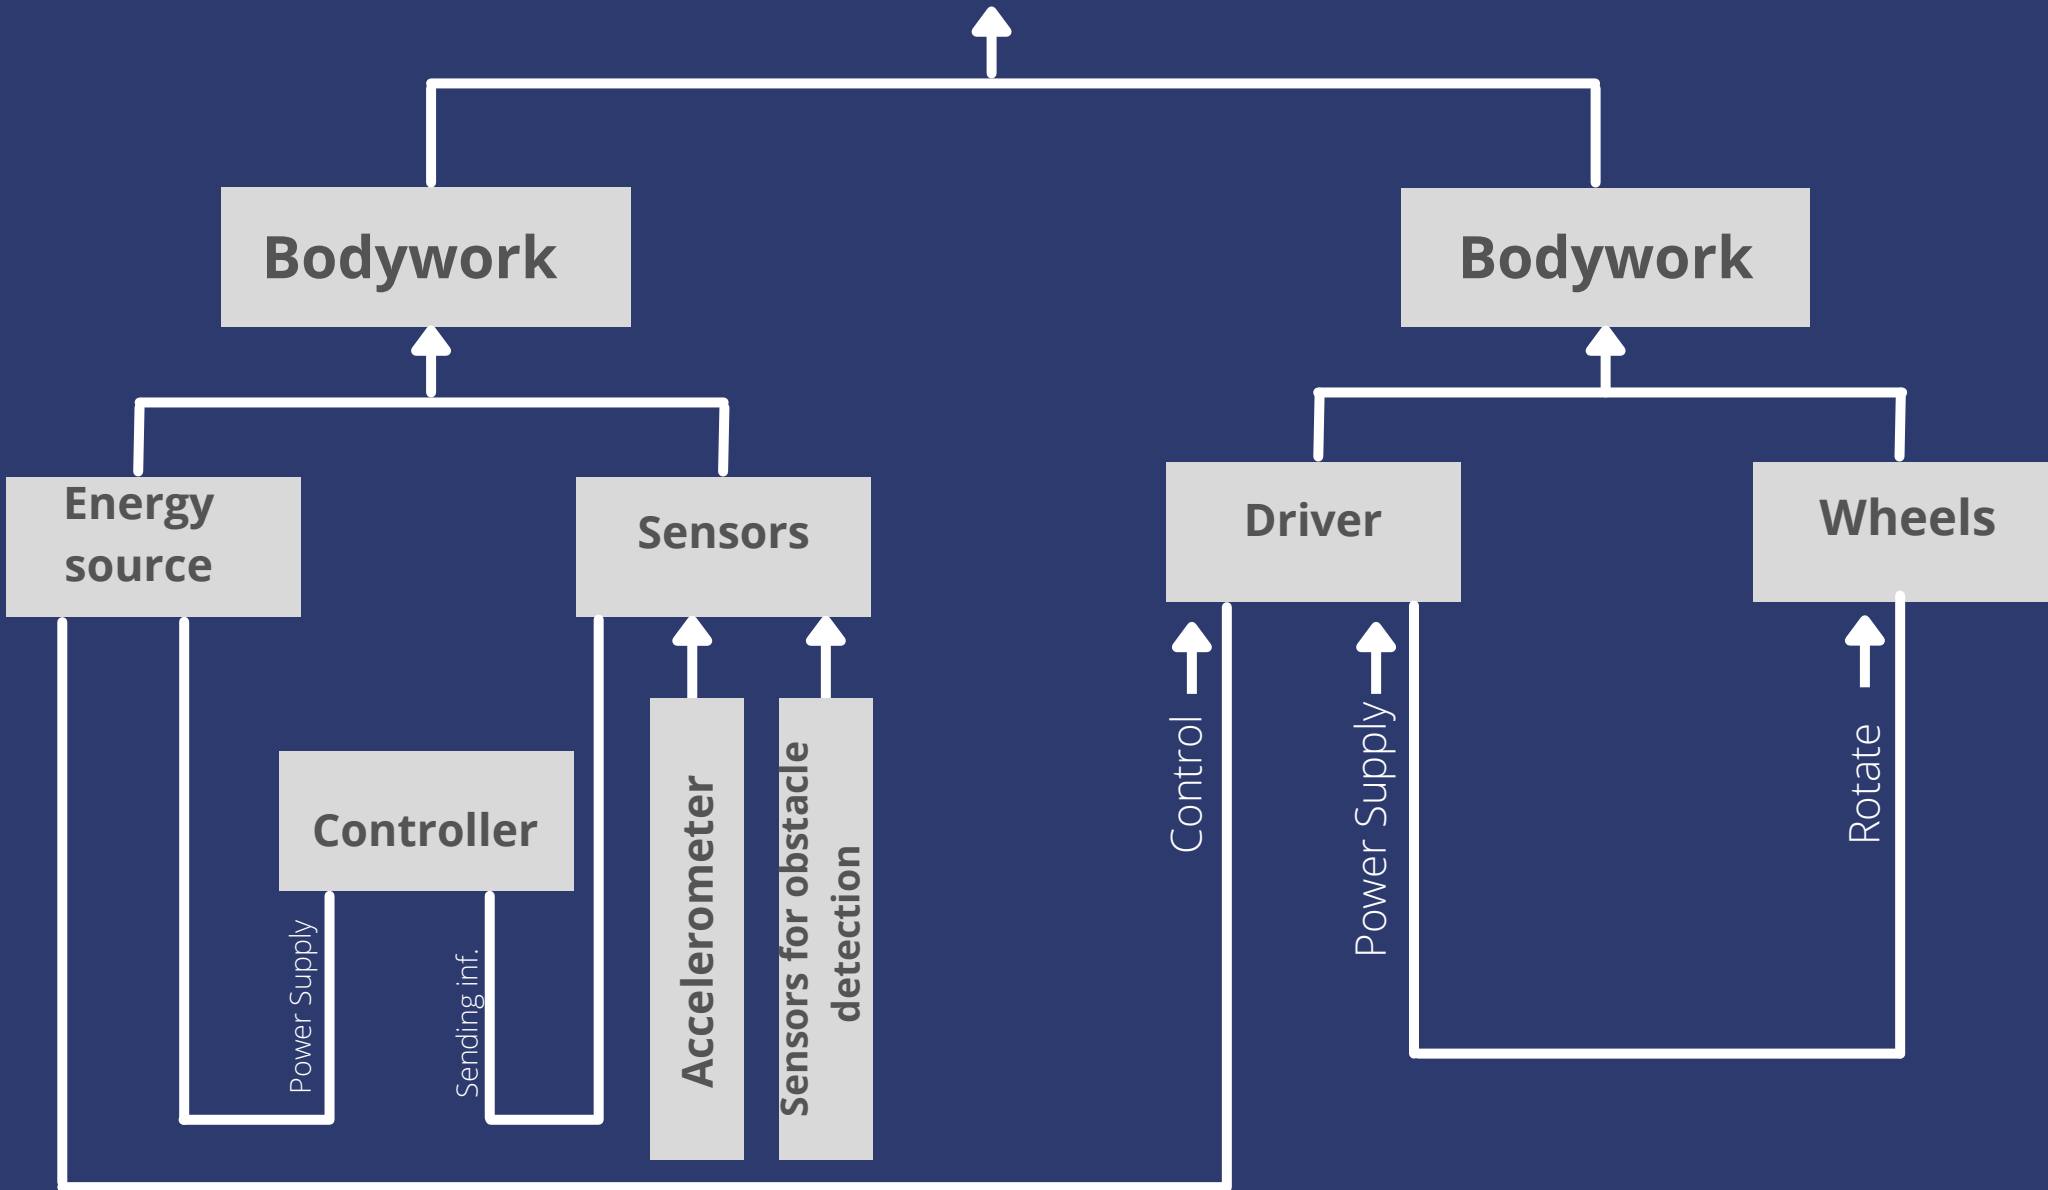 Bodywork
Bodywork
Energy
source
Sensors
Driver
Wheels
Controller
Accelerometer
Sensors for obstacle
detection
Power Supply
Sending inf.
Control
Power Supply
Rotate